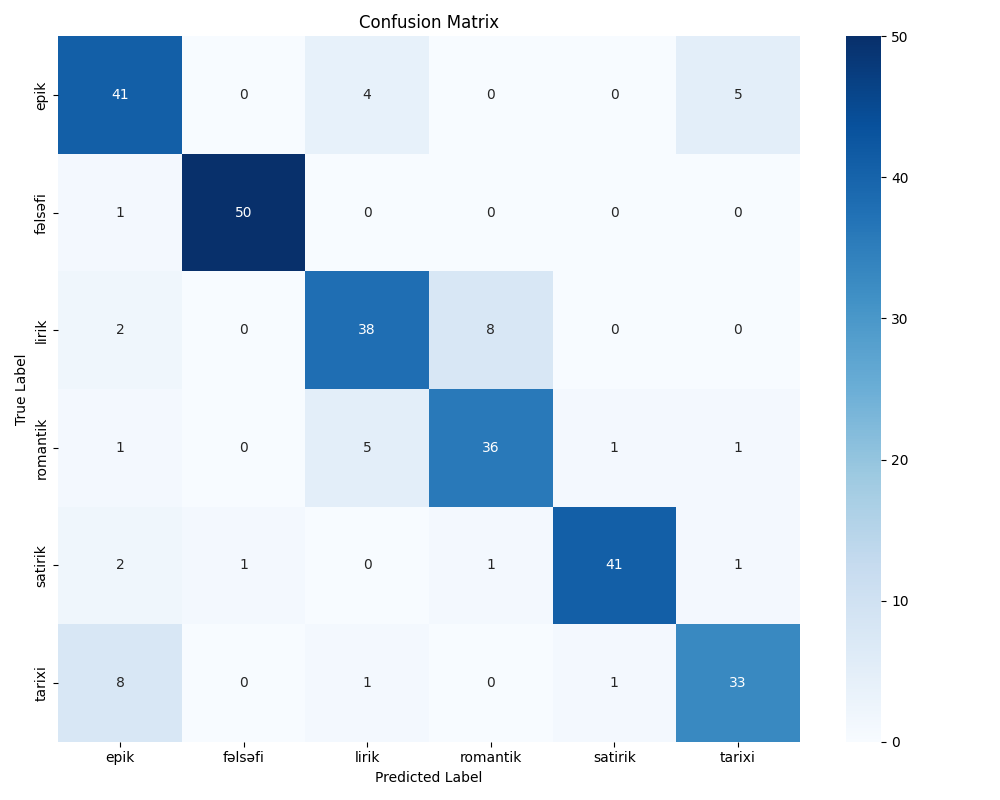 Confusion Matrix
True Label
epik 41 0 4 0 0 5
fəlsəfi 1 50 0 0 0 0
lirik 2 0 38 8 0 0
romantik 1 0 5 36 1 1
satirik 2 1 0 1 41 1
tarixi 8 0 1 0 1 33
epik fəlsəfi lirik romantik satirik tarixi
Predicted Label
50
40
30
20
10
0